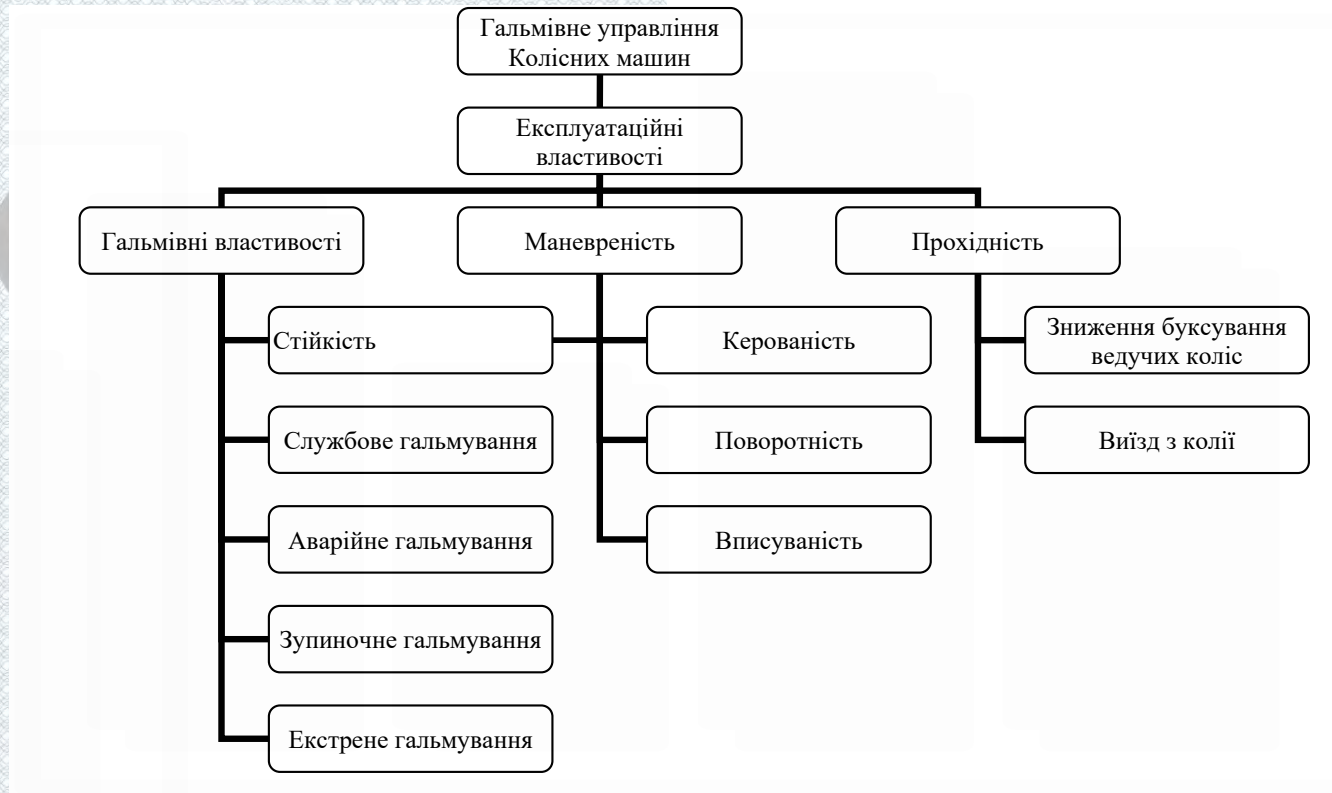 Гальмівне управління
Колісних машин
Експлуатаційні
властивості
Гальмівні властивості
Маневреність
Прохідність
Стійкість
Керованість
Зниження буксування
ведучих коліс
Службове гальмування
Поворотність
Виїзд з колії
Аварійне гальмування
Вписуваність
Зупиночне гальмування
Екстрене гальмування